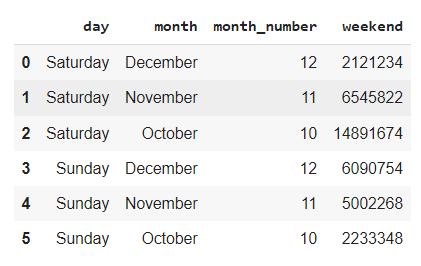 day month month_number weekend
0 Saturday December 12 2121234
1 Saturday November 11 6545822
2 Saturday October 10 14891674
3 Sunday December 12 6090754
4 Sunday November 11 5002268
5 Sunday October 10 2233348